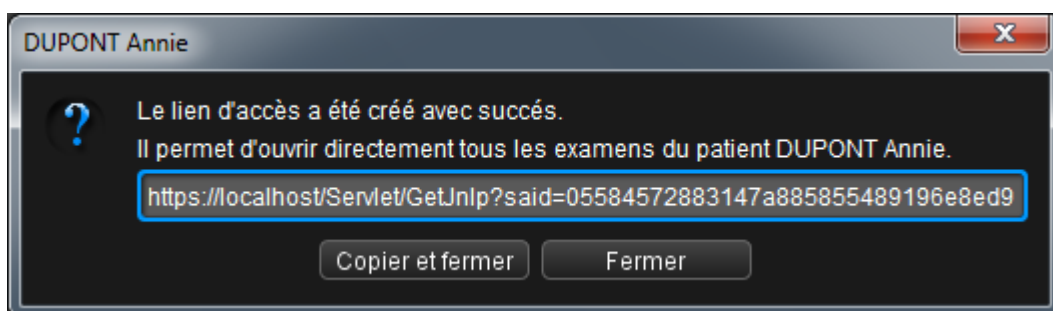 DUPONT Annie
Le lien d'accès a été créé avec succés.
Il permet d'ouvrir directement tous les examens du patient DUPONT Annie.
https://localhost/Servlet/GetJnlp?said=05584572883147a885855489196e8ed9
Copier et fermer Fermer